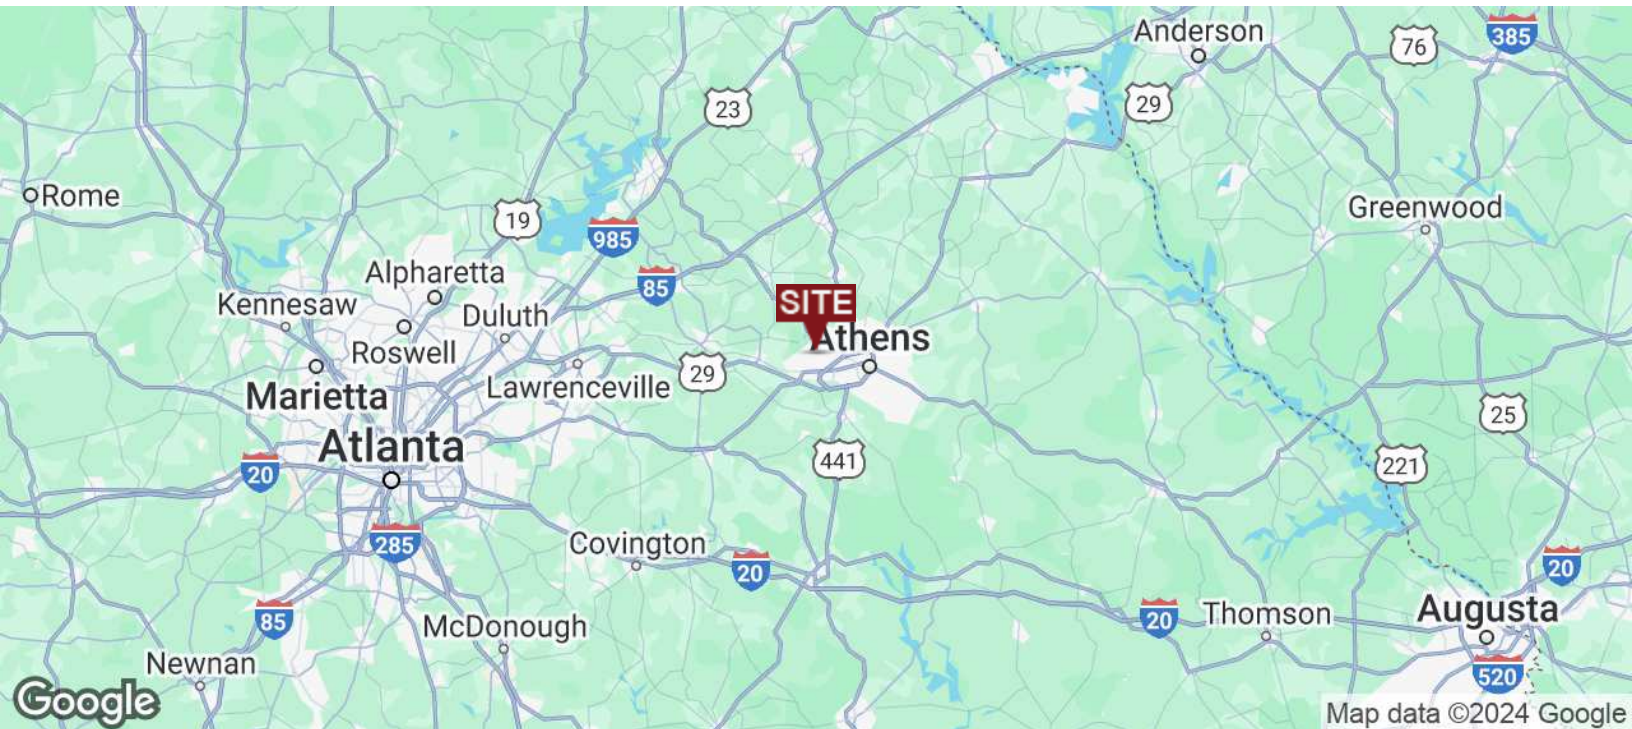 Anderson
76
385
23
29
Rome
19
Greenwood
985
Alpharetta
85
Kennesaw
SITE
Duluth
Athens
Roswell
29
Lawrenceville
Marietta
25
Atlanta
441
221
20
285
Covington
20
20
Augusta
85
20
Thomson
McDonough
Newnan
520
Google
Map data ©2024 Google